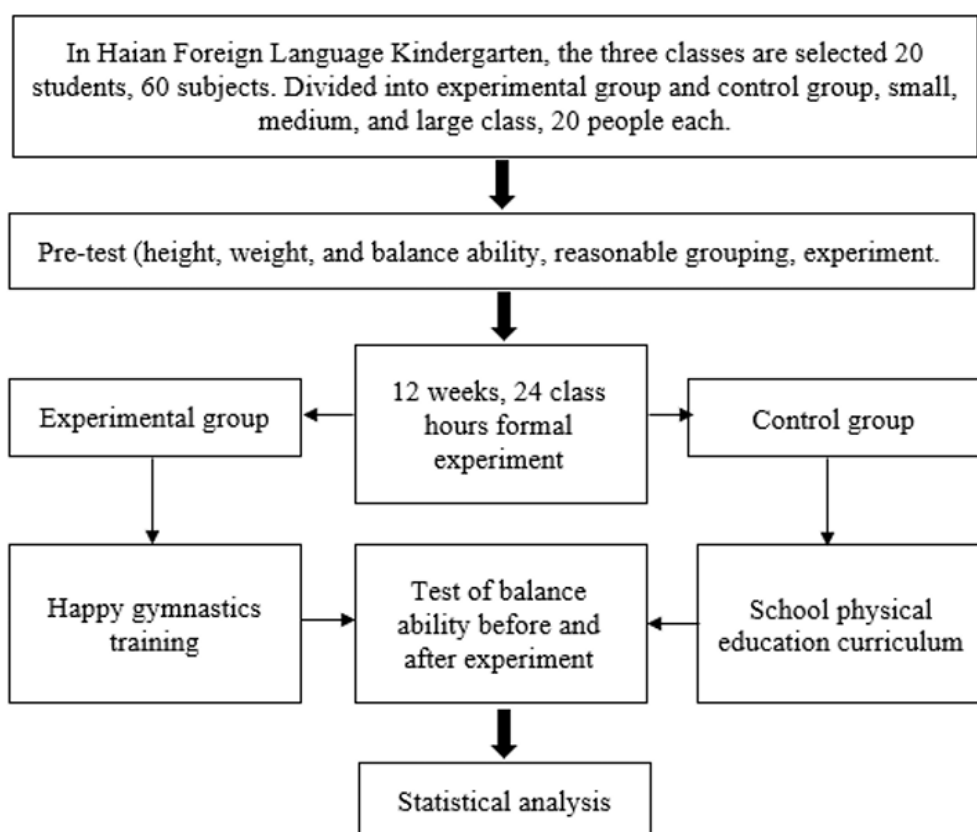 In Haian Foreign Language Kindergarten, the three classes are selected 20
students, 60 subjects. Divided into experimental group and control group, small,
medium, and large class, 20 people each.
Pre-test (height, weight, and balance ability, reasonable grouping, experiment.
Experimental group
12 weeks, 24 class
hours formal
experiment
Control group
Happy gymnastics
training
Test of balance
ability before and
after experiment
School physical
education curriculum
Statistical analysis